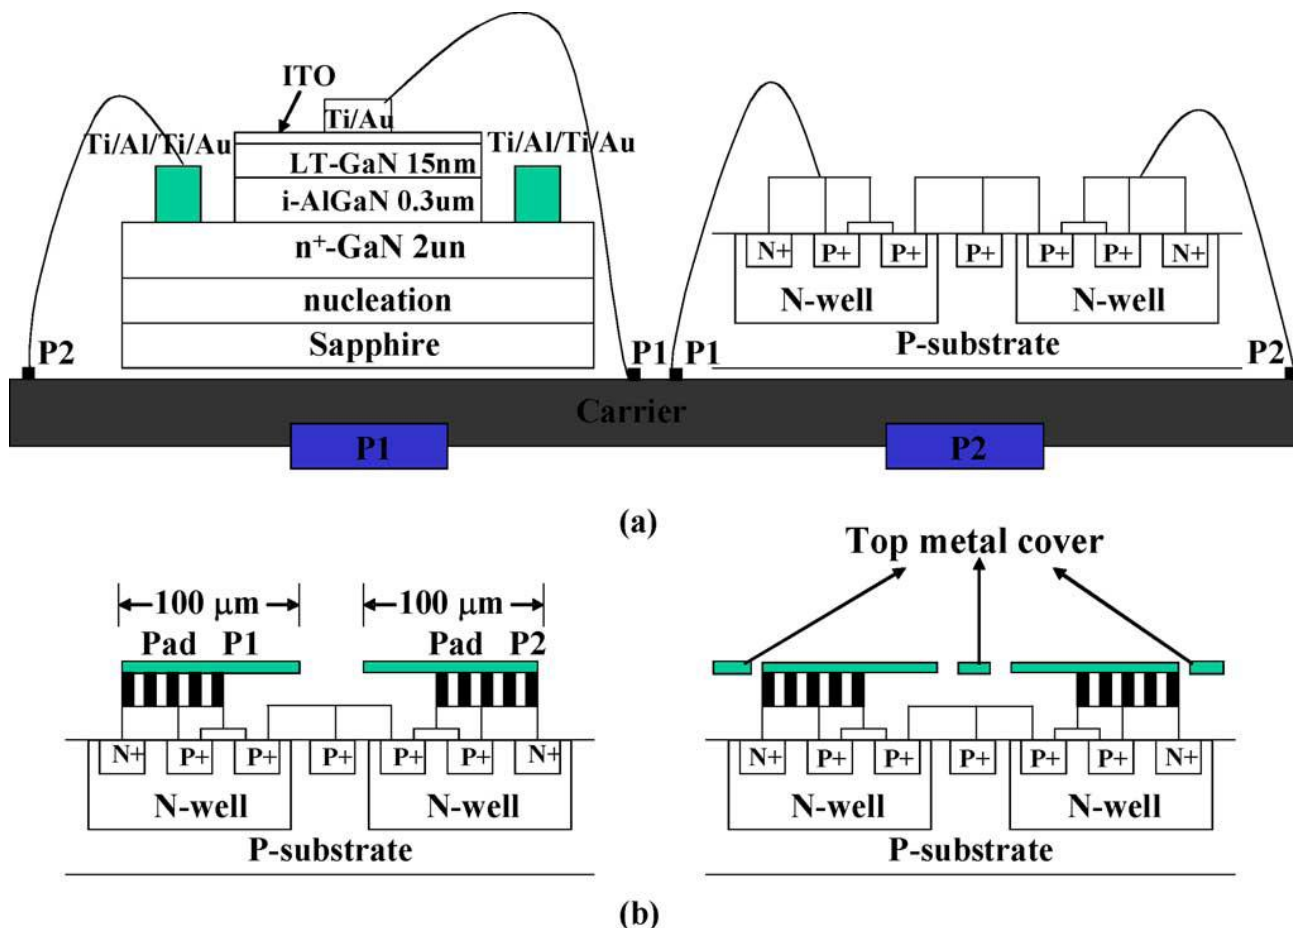 ITO
Ti/Au
Ti/Al/Ti/Au
Ti/Al/Ti/Au
LT-GaN 15nm
i-AlGaN 0.3um
n+-GaN 2un
nucleation
Sapphire
N+ P+ P+ P+ P+ P+ N+
N-well N-well
P-substrate
P2 P1 P1 P2
Carrier
P1 P2
(a)
Top metal cover
100 μm 100 μm
Pad P1 Pad P2
N+ P+ P+ P+ P+ P+ N+
N-well N-well
P-substrate
N+ P+ P+ P+ P+ P+ N+
N-well N-well
P-substrate
(b)